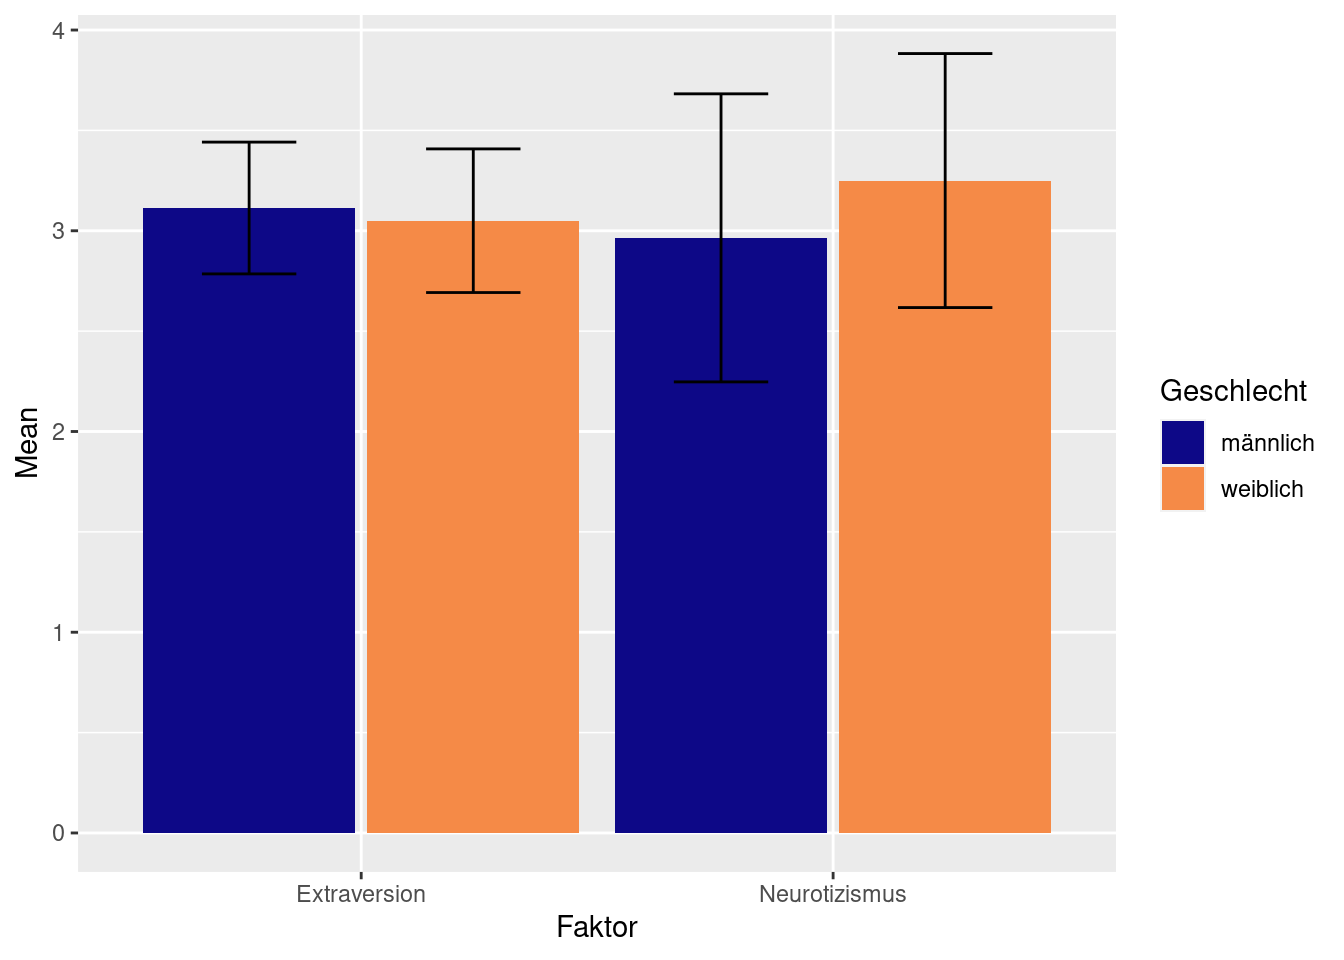 4
3
2
1
0
Mean
Extraversion
Neurotizismus
Faktor
Geschlecht
männlich
weiblich